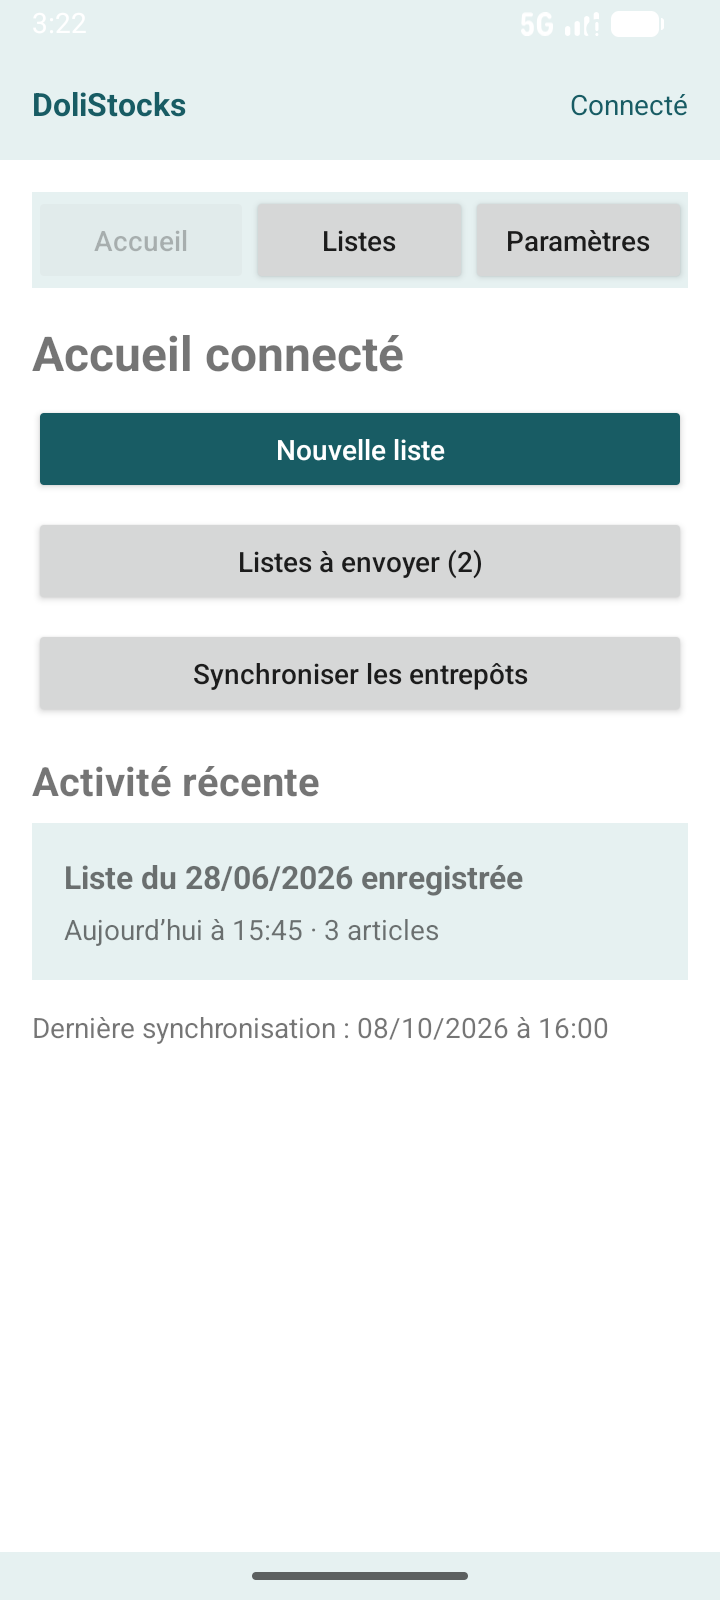 3:22
5G
DoliStocks
Connecté
Accueil
Listes
Paramètres
Accueil connecté
Nouvelle liste
Listes à envoyer (2)
Synchroniser les entrepôts
Activité récente
Liste du 28/06/2026 enregistrée
Aujourd’hui à 15:45 · 3 articles
Dernière synchronisation : 08/10/2026 à 16:00